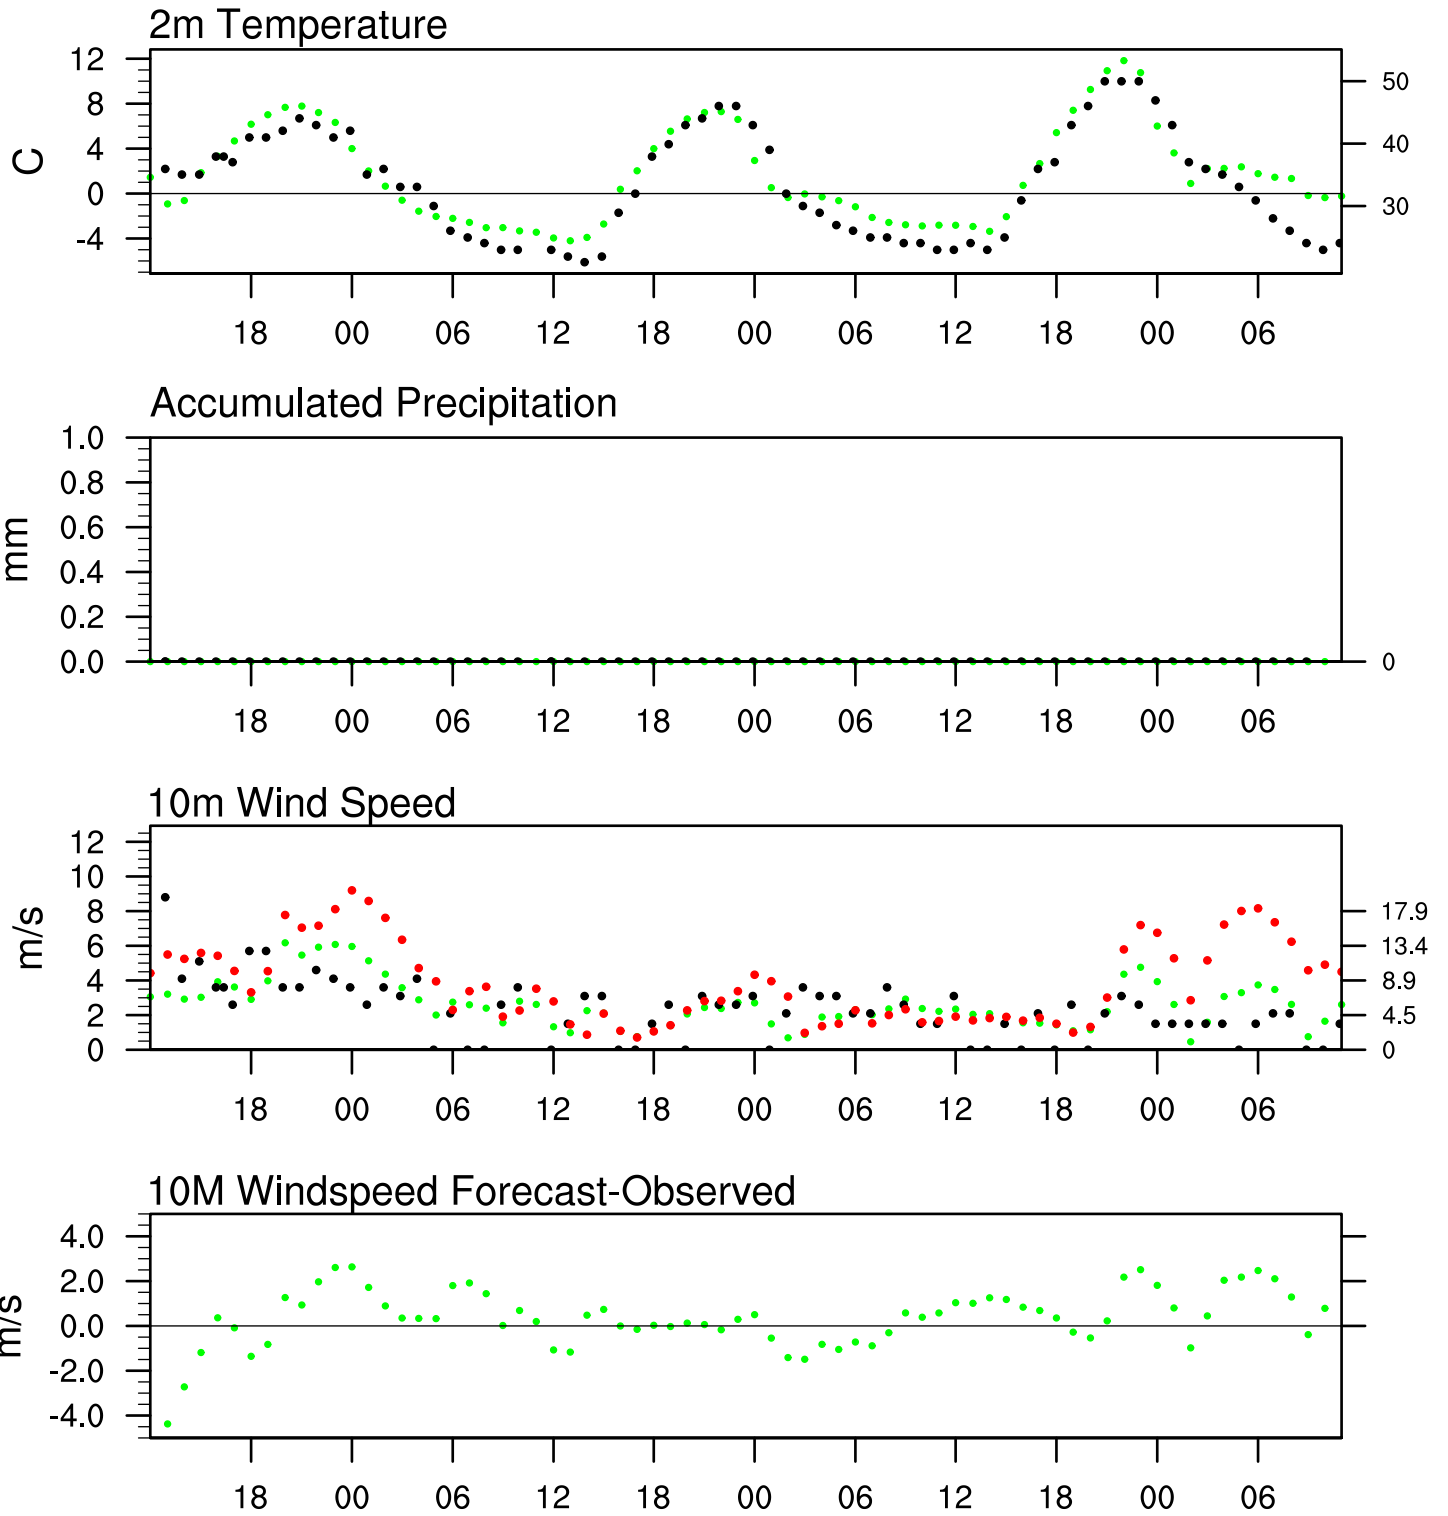 2m Temperature
12
8
4
0
-4
C
50
40
30
18 00 06 12 18 00 06 12 18 00 06
Accumulated Precipitation
1.0
0.8
0.6
0.4
0.2
0.0
mm
0
18 00 06 12 18 00 06 12 18 00 06
10m Wind Speed
12
10
8
6
4
2
0
m/s
17.9
13.4
8.9
4.5
0
18 00 06 12 18 00 06 12 18 00 06
10M Windspeed Forecast-Observed
4.0
2.0
0.0
-2.0
-4.0
m/s
18 00 06 12 18 00 06 12 18 00 06